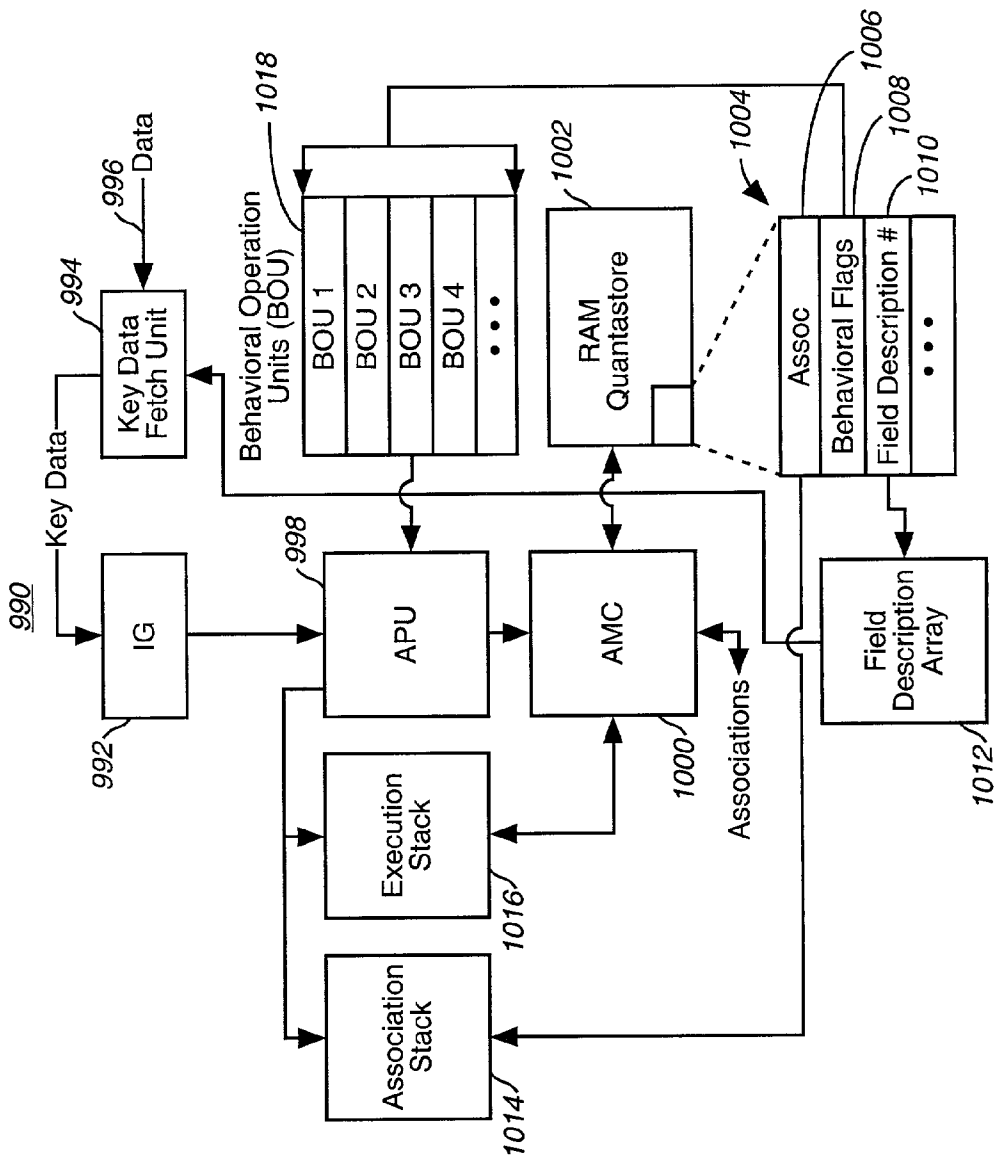 990
Key Data
994
996
Data
IG
992
Key Data
Fetch Unit
Behavioral Operation
Units (BOU)
1018
BOU 1
BOU 2
BOU 3
BOU 4
•••
998
APU
Execution
Stack
1016
Association
Stack
1014
AMC
1000
Associations
RAM
Quantastore
1002
1004
Assoc
1006
Behavioral Flags
1008
Field Description #
1010
•••
Field
Description
Array
1012